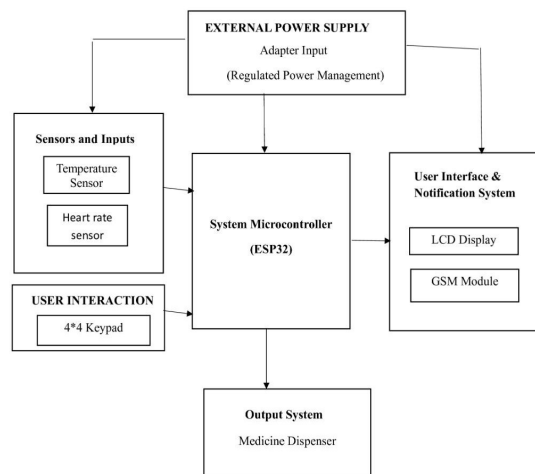 EXTERNAL POWER SUPPLY
Adapter Input
(Regulated Power Management)
Sensors and Inputs
Temperature
Sensor
Heart rate
sensor
USER INTERACTION
4*4 Keypad
System Microcontroller
(ESP32)
User Interface &
Notification System
LCD Display
GSM Module
Output System
Medicine Dispenser